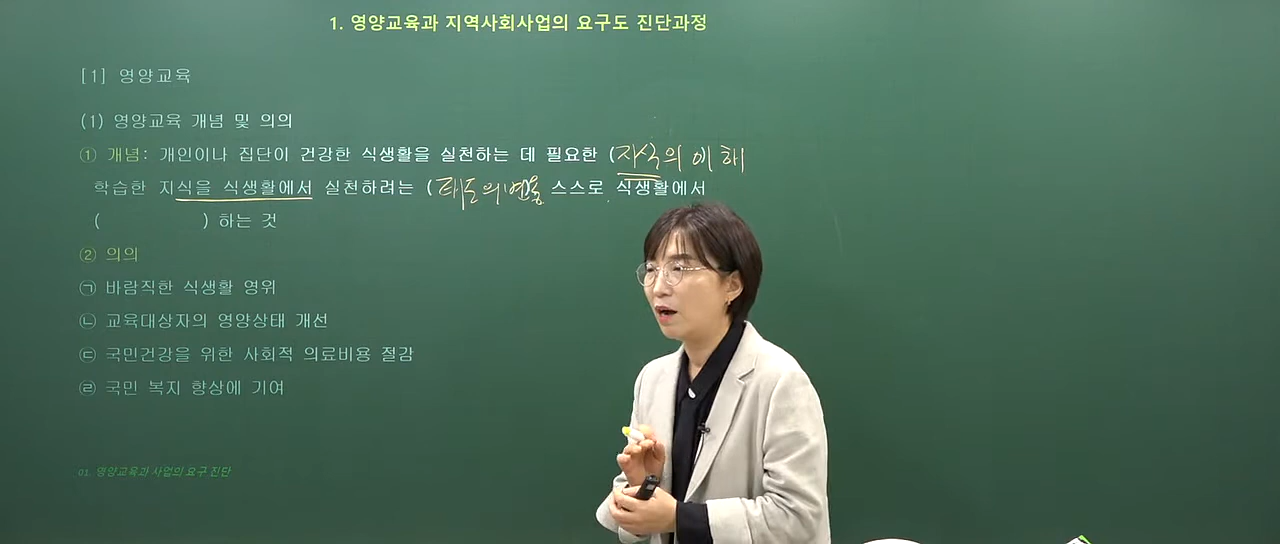 1. 영양교육과 지역사회사업의 요구도 진단과정
[1] 영양교육
(1) 영양교육 개념 및 의의
① 개념: 개인이나 집단이 건강한 식생활을 실천하는 데 필요한 (지식의 이해
학습한 지식을 식생활에서 실천하려는 (태도의 변용 스스로 식생활에서
( ) 하는 것
② 의의
㉠ 바람직한 식생활 영위
㉡ 교육대상자의 영양상태 개선
㉢ 국민건강을 위한 사회적 의료비용 절감
㉣ 국민 복지 향상에 기여
01. 영양교육과 사업의 요구 진단